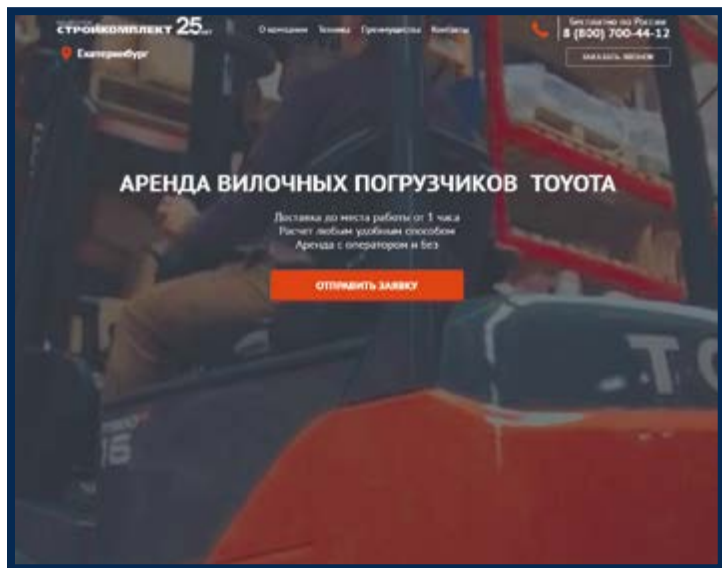 СТРОЙКОМПЛЕКТ 25 лет
О компании Техника Преимущества Контакты
Бесплатно по России
8 (800) 700-44-12
Екатеринбург
ЗАКАЗАТЬ ЗВОНОК
АРЕНДА ВИЛОЧНЫХ ПОГРУЗЧИКОВ TOYOTA
Доставка до места работы от 1 часа
Расчет любым удобным способом
Аренда с оператором и без
ОТПРАВИТЬ ЗАЯВКУ